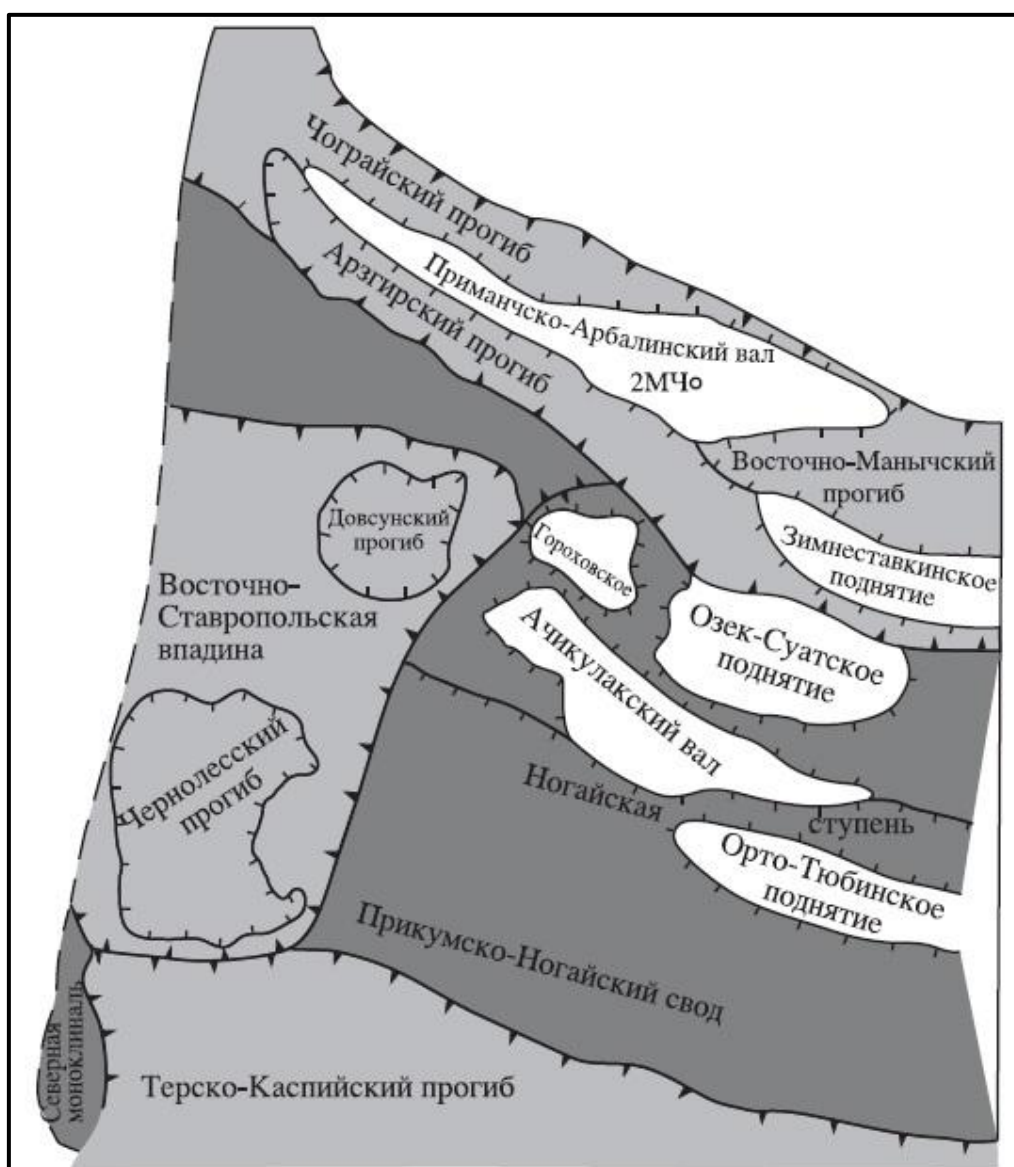 Чограйский прогиб
Арзгирский прогиб
Приманчско-Арбалинский вал
2МЧ
Восточно-Манычский
прогиб
Зимнеставкинское
поднятие
Довсунский
прогиб
Гороховское
Восточно-
Ставропольская
впадина
Озек-Суатское
поднятие
Ачикулакский вал
Чернолесский
прогиб
Ногайская
ступень
Орто-Тюбинское
поднятие
Прикумско-Ногайский свод
Северная
моноклиналь
Терско-Каспийский прогиб